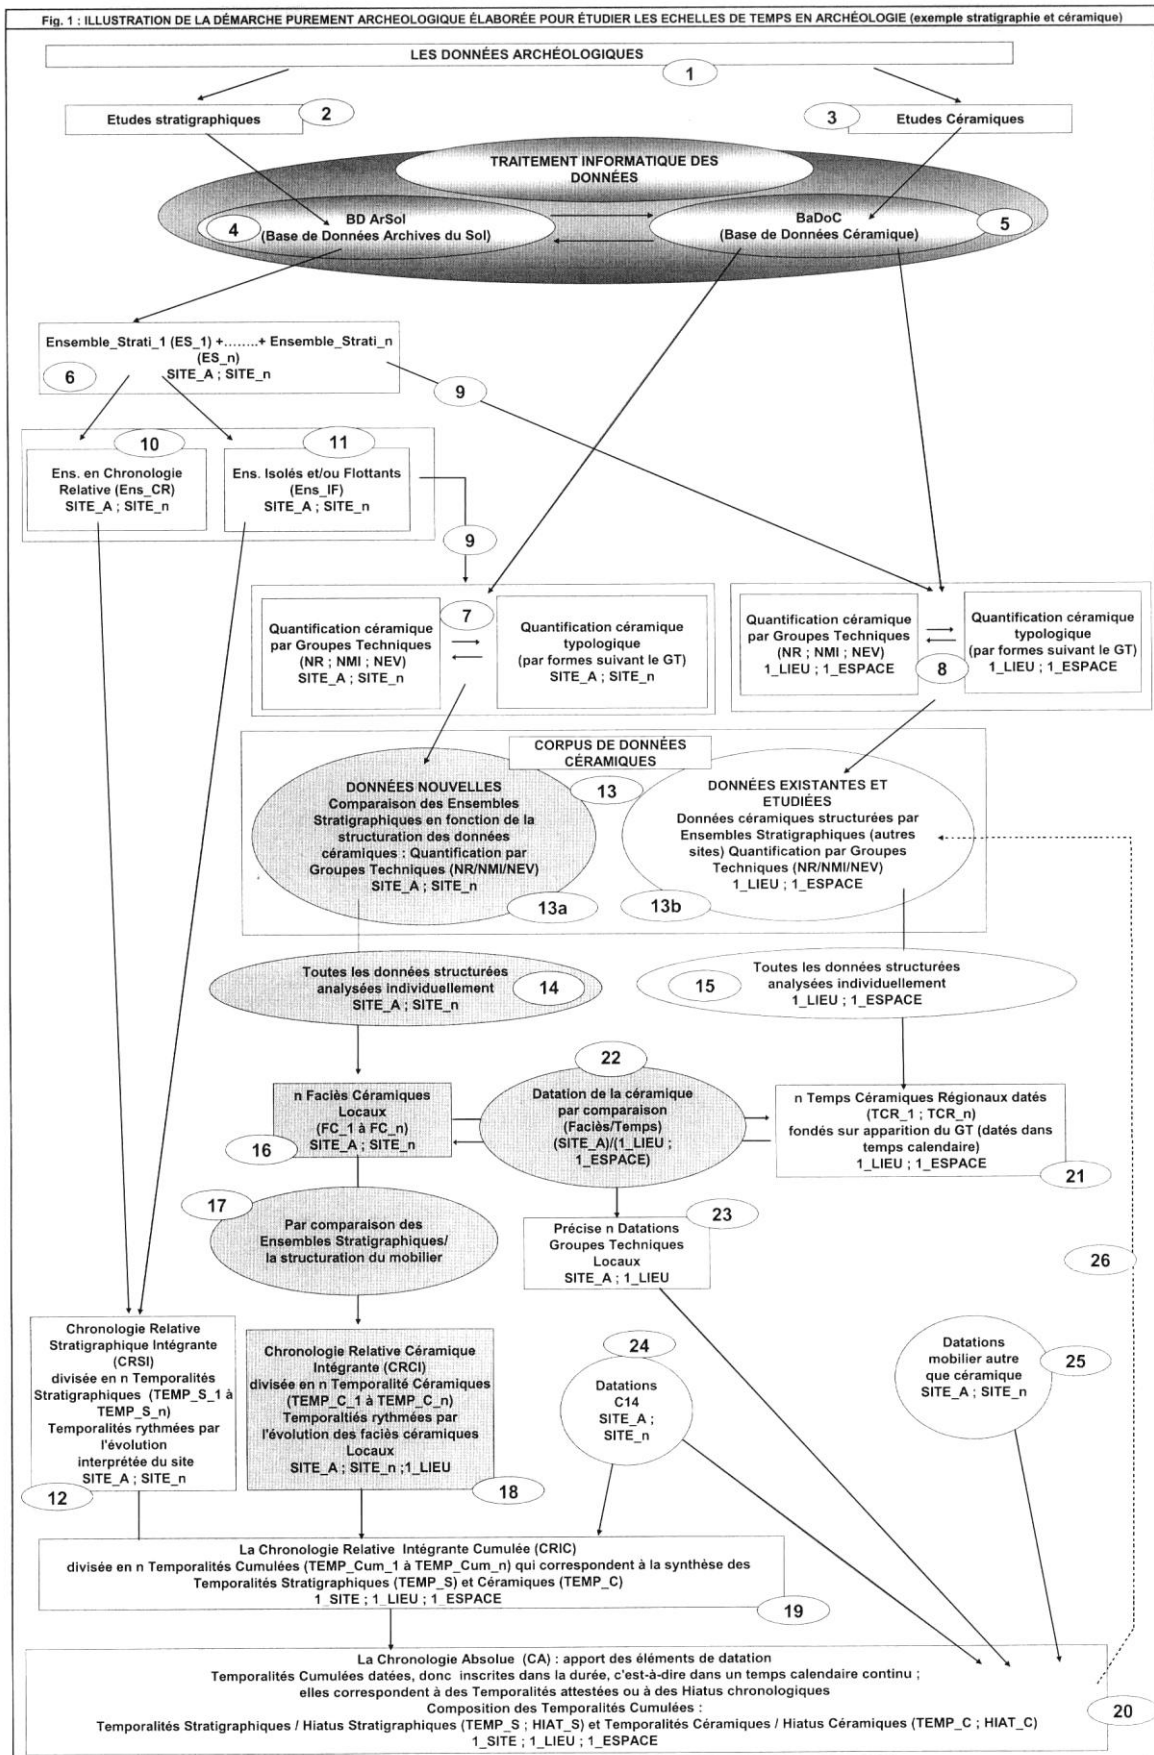 Fig. 1 : ILLUSTRATION DE LA DÉMARCHE PUREMENT ARCHEOLOGIQUE ÉLABORÉE POUR ÉTUDIER LES ECHELLES DE TEMPS EN ARCHÉOLOGIE (exemple stratigraphie et céramique)
LES DONNÉES ARCHÉOLOGIQUES
1
2
Etudes stratigraphiques
3
Etudes Céramiques
TRAITEMENT INFORMATIQUE DES
DONNÉES
4
BD ArSol
(Base de Données Archives du Sol)
BaDoC
(Base de Données Céramique)
5
Ensemble_Strati_1 (ES_1) +........+ Ensemble_Strati_n
(ES_n)
SITE_A ; SITE_n
6
9
10
Ens. en Chronologie
Relative (Ens_CR)
SITE_A ; SITE_n
11
Ens. Isolés et/ou Flottants
(Ens_IF)
SITE_A ; SITE_n
9
7
Quantification céramique
par Groupes Techniques
(NR ; NMI ; NEV)
SITE_A ; SITE_n
Quantification céramique
typologique
(par formes suivant le GT)
SITE_A ; SITE_n
Quantification céramique
par Groupes Techniques
(NR ; NMI ; NEV)
1_LIEU ; 1_ESPACE
8
Quantification céramique
typologique
(par formes suivant le GT)
1_LIEU ; 1_ESPACE
CORPUS DE DONNÉES
CÉRAMIQUES
13
DONNÉES NOUVELLES
Comparaison des Ensembles
Stratigraphiques en fonction de la
structuration des données
céramiques : Quantification par
Groupes Techniques (NR/NMI/NEV)
SITE_A ; SITE_n
13a
DONNÉES EXISTANTES ET
ETUDIÉES
Données céramiques structurées par
Ensembles Stratigraphiques (autres
sites) Quantification par Groupes
Techniques (NR/NMI/NEV)
1_LIEU ; 1_ESPACE
13b
Toutes les données structurées
analysées individuellement
SITE_A ; SITE_n
14
15
Toutes les données structurées
analysées individuellement
1_LIEU ; 1_ESPACE
n Faciès Céramiques
Locaux
(FC_1 à FC_n)
SITE_A ; SITE_n
16
22
Datation de la céramique
par comparaison
(Faciès/Temps)
(SITE_A)/(1_LIEU ;
1_ESPACE)
n Temps Céramiques Régionaux datés
(TCR_1 ; TCR_n)
fondés sur apparition du GT (datés dans
temps calendaire)
1_LIEU ; 1_ESPACE
21
17
Par comparaison des
Ensembles Stratigraphiques/
la structuration du mobilier
23
Précise n Datations
Groupes Techniques
Locaux
SITE_A ; 1_LIEU
26
Chronologie Relative
Stratigraphique Intégrante
(CRSI)
divisée en n Temporalités
Stratigraphiques (TEMP_S_1 à
TEMP_S_n)
Temporalités rythmées par
l'évolution
interprétée du site
SITE_A ; SITE_n
12
Chronologie Relative Céramique
Intégrante (CRCI)
divisée en n Temporalité Céramiques
(TEMP_C_1 à TEMP_C_n)
Temporaltiés rythmées par
l'évolution des faciès céramiques
Locaux
SITE_A ; SITE_n ;1_LIEU
18
24
Datations
C14
SITE_A ;
SITE_n
Datations
mobilier autre
que céramique
SITE_A ; SITE_n
25
La Chronologie Relative Intégrante Cumulée (CRIC)
divisée en n Temporalités Cumulées (TEMP_Cum_1 à TEMP_Cum_n) qui correspondent à la synthèse des
Temporalités Stratigraphiques (TEMP_S) et Céramiques (TEMP_C)
1_SITE ; 1_LIEU ; 1_ESPACE
19
La Chronologie Absolue (CA) : apport des éléments de datation
Temporalités Cumulées datées, donc inscrites dans la durée, c'est-à-dire dans un temps calendaire continu ;
elles correspondent à des Temporalités attestées ou à des Hiatus chronologiques
Composition des Temporalités Cumulées :
Temporalités Stratigraphiques / Hiatus Stratigraphiques (TEMP_S ; HIAT_S) et Temporalités Céramiques / Hiatus Céramiques (TEMP_C ; HIAT_C)
1_SITE ; 1_LIEU ; 1_ESPACE
20